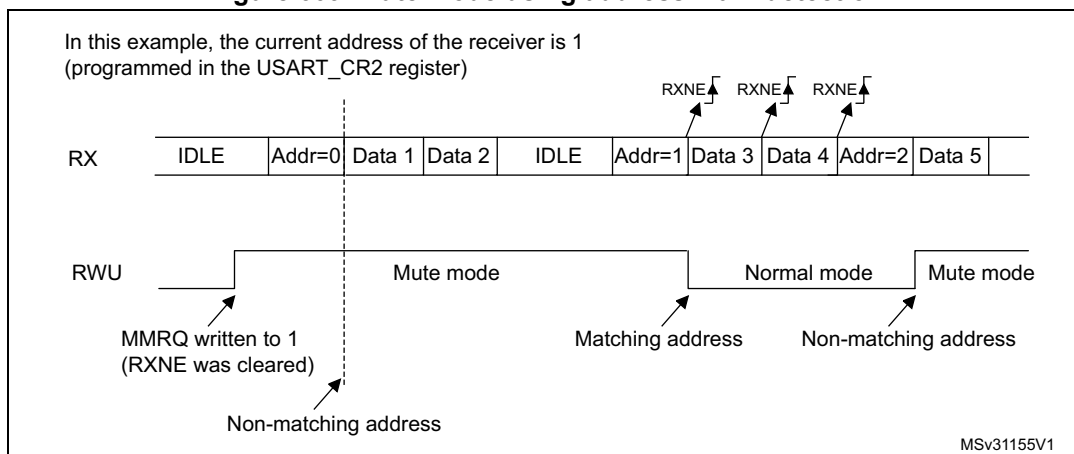 In this example, the current address of the receiver is 1
(programmed in the USART_CR2 register)
RXNE RXNE RXNE
RX IDLE Addr=0 Data 1 Data 2 IDLE Addr=1 Data 3 Data 4 Addr=2 Data 5
RWU Mute mode Normal mode Mute mode
MMRQ written to 1 Matching address Non-matching address
(RXNE was cleared)
Non-matching address
MSv31155V1